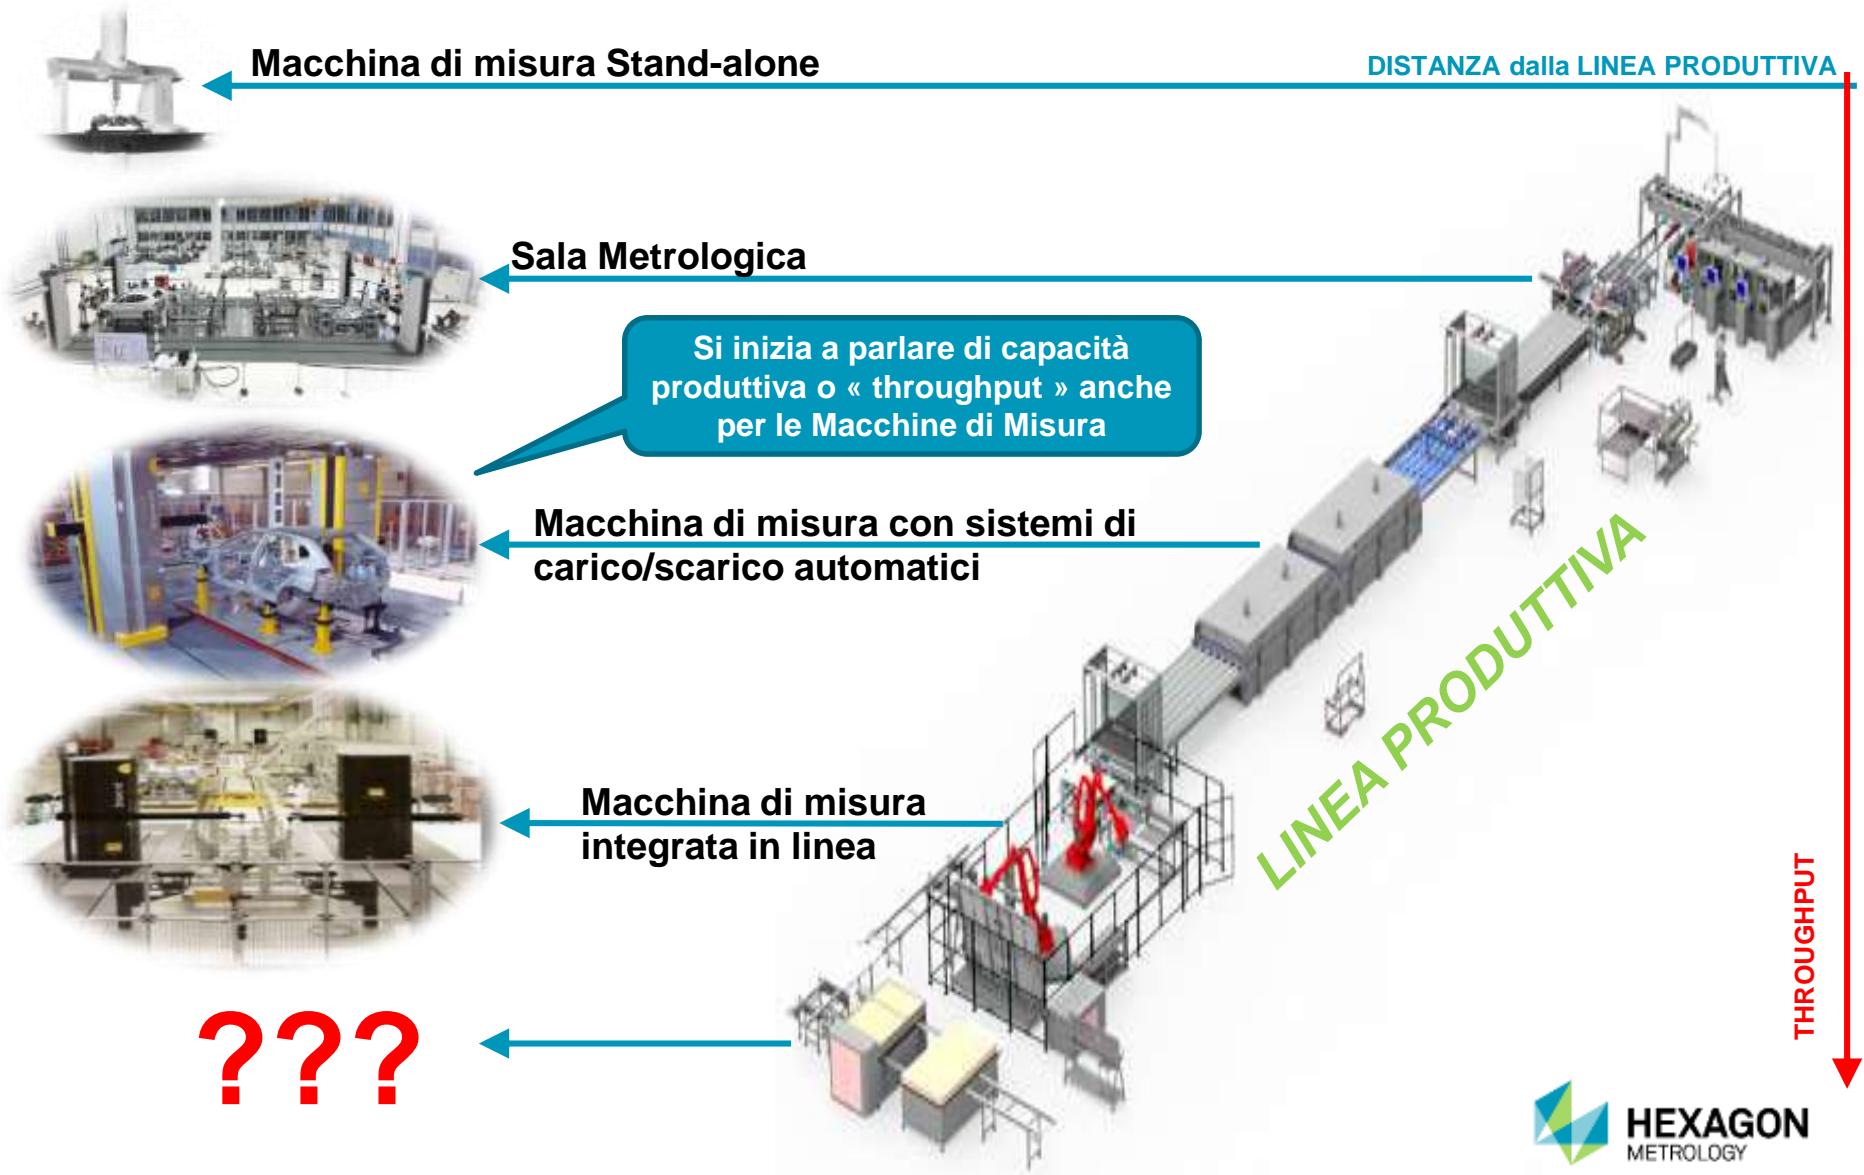 Macchina di misura Stand-alone
DISTANZA dalla LINEA PRODUTTIVA
Sala Metrologica
Si inizia a parlare di capacità
produttiva o « throughput » anche
per le Macchine di Misura
Macchina di misura con sistemi di
carico/scarico automatici
LINEA PRODUTTIVA
Macchina di misura
integrata in linea
THROUGHPUT
???
HEXAGON
METROLOGY